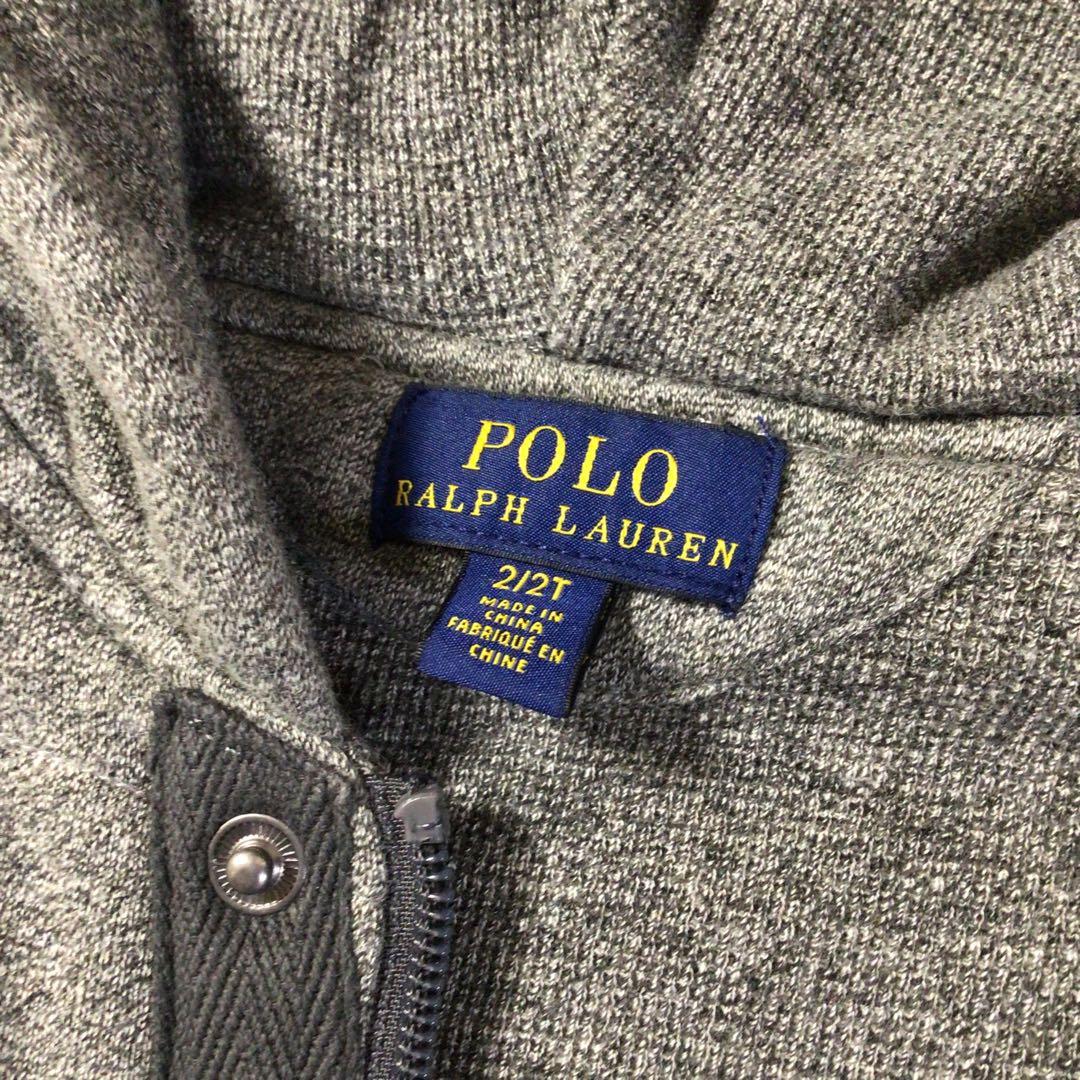 POLO
RALPH LAUREN
2/2T
MADE IN
CHINA
FABRIQUÉ EN
CHINE